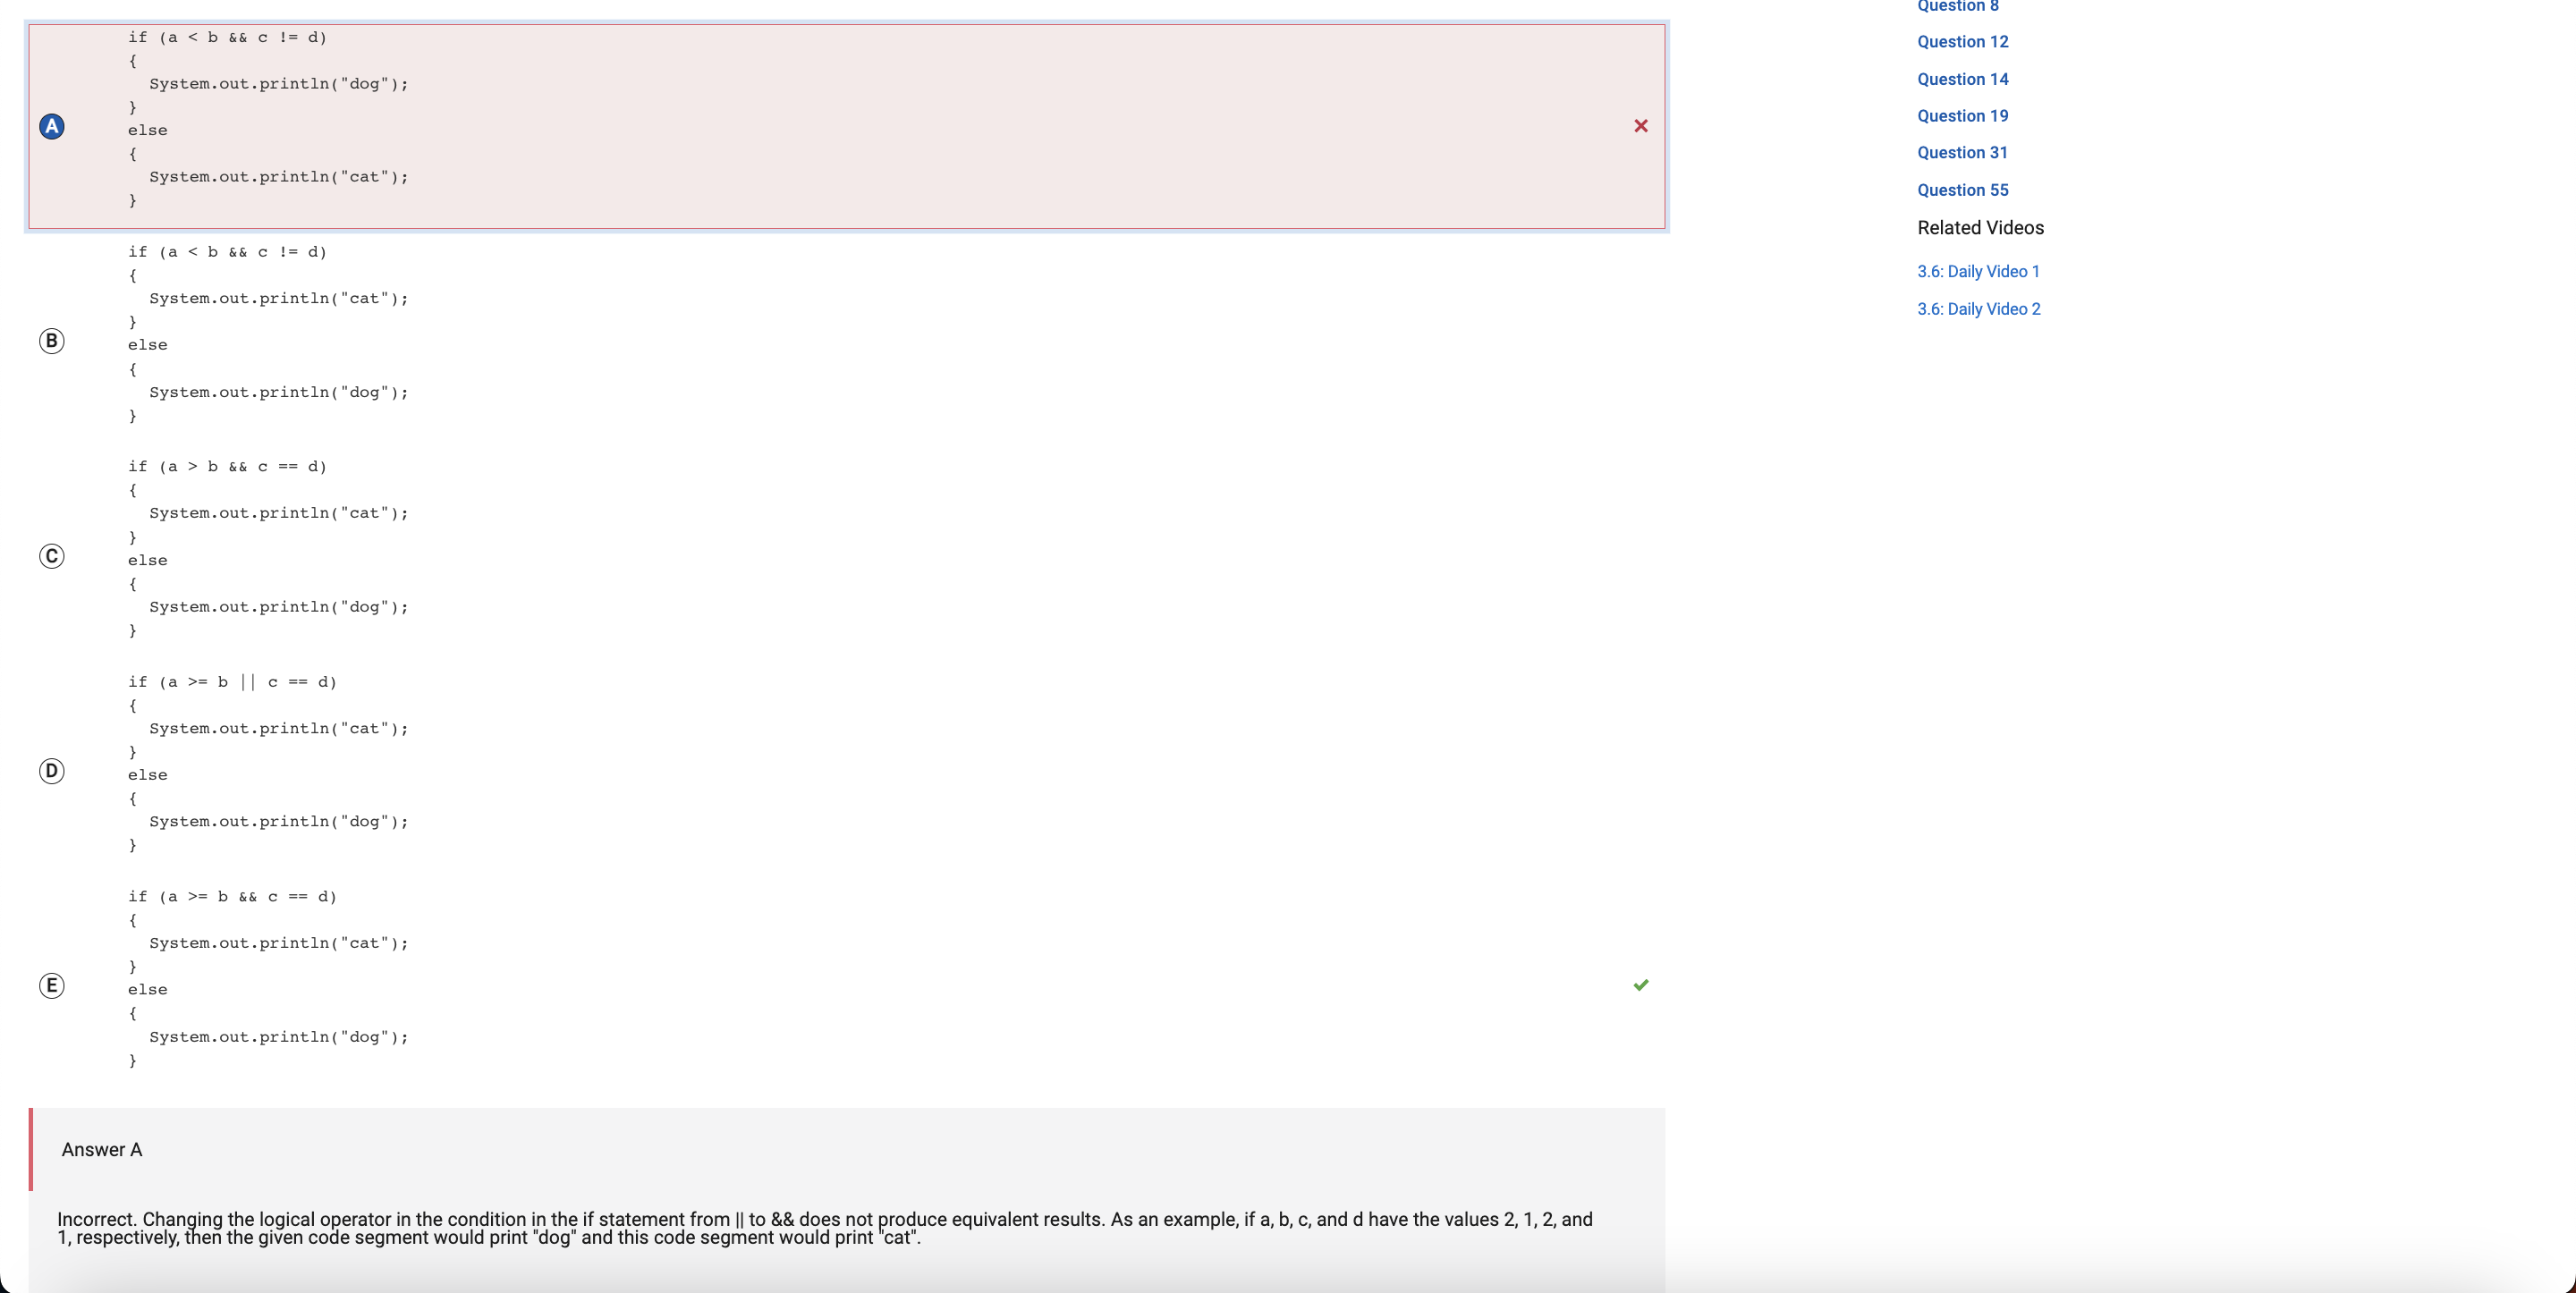 A
if (a < b && c != d)
{
  System.out.println("dog");
}
else
{
  System.out.println("cat");
}
B
if (a < b && c != d)
{
  System.out.println("cat");
}
else
{
  System.out.println("dog");
}
C
if (a > b && c == d)
{
  System.out.println("cat");
}
else
{
  System.out.println("dog");
}
D
if (a >= b || c == d)
{
  System.out.println("cat");
}
else
{
  System.out.println("dog");
}
E
if (a >= b && c == d)
{
  System.out.println("cat");
}
else
{
  System.out.println("dog");
}
Answer A
Incorrect. Changing the logical operator in the condition in the if statement from || to && does not produce equivalent results. As an example, if a, b, c, and d have the values 2, 1, 2, and
1, respectively, then the given code segment would print "dog" and this code segment would print "cat".
Question 8
Question 12
Question 14
Question 19
Question 31
Question 55
Related Videos
3.6: Daily Video 1
3.6: Daily Video 2